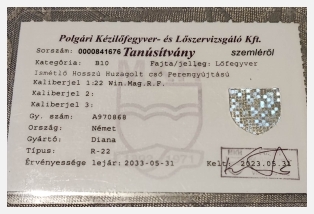 Polgári Kézilőfegyver- és Lőszervizsgáló Kft.
Sorszám: 0000841676 Tanúsítvány szemléről
Kategória: B10 Fajta/jelleg: Lőfegyver
Ismétlő Hosszú Huzagolt cső Peremgyújtású
Kaliberjel 1:22 Win.Mag.R.F.
Kaliberjel 2:
Kaliberjel 3:
Gy. szám: A970868
Ország: Német
Gyártó: Diana
Típus: R-22
Érvényessége lejár: 2033-05-31 Kelt: 2023.05.31